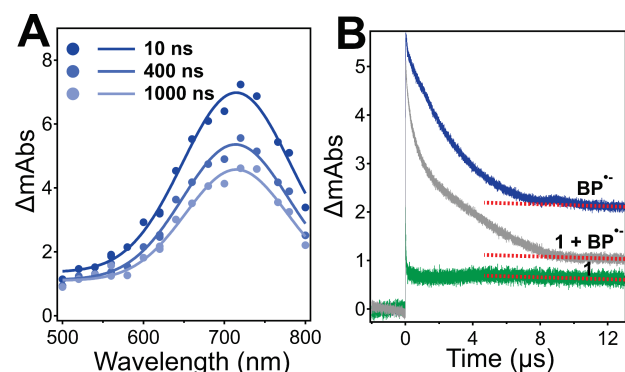 A
10 ns
400 ns
1000 ns
ΔmAbs
8
6
4
2
0
500 600 700 800
Wavelength (nm)
B
ΔmAbs
5
4
3
2
1
0
BP•-
1 + BP•-
1
0 4 8 12
Time (μs)